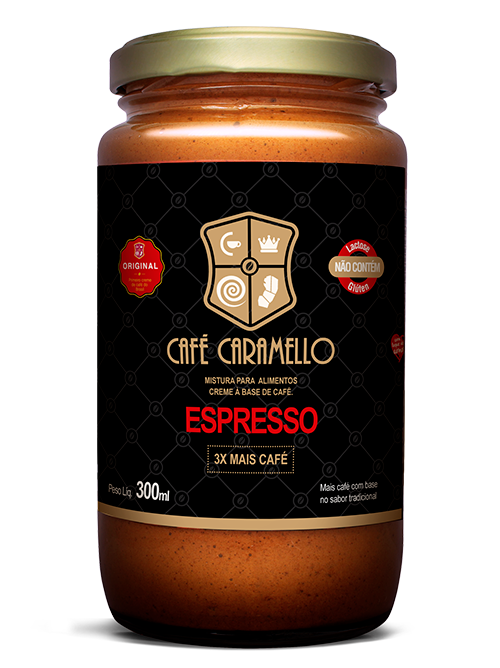 ORIGINAL
Lactose
NÃO CONTÉM
Glúten
CAFÉ CARAMELLO
MISTURA PARA ALIMENTOS
CREME À BASE DE CAFÉ.
ESPRESSO
3X MAIS CAFÉ
Peso Líq. 300ml
Mais café com base
no sabor tradicional